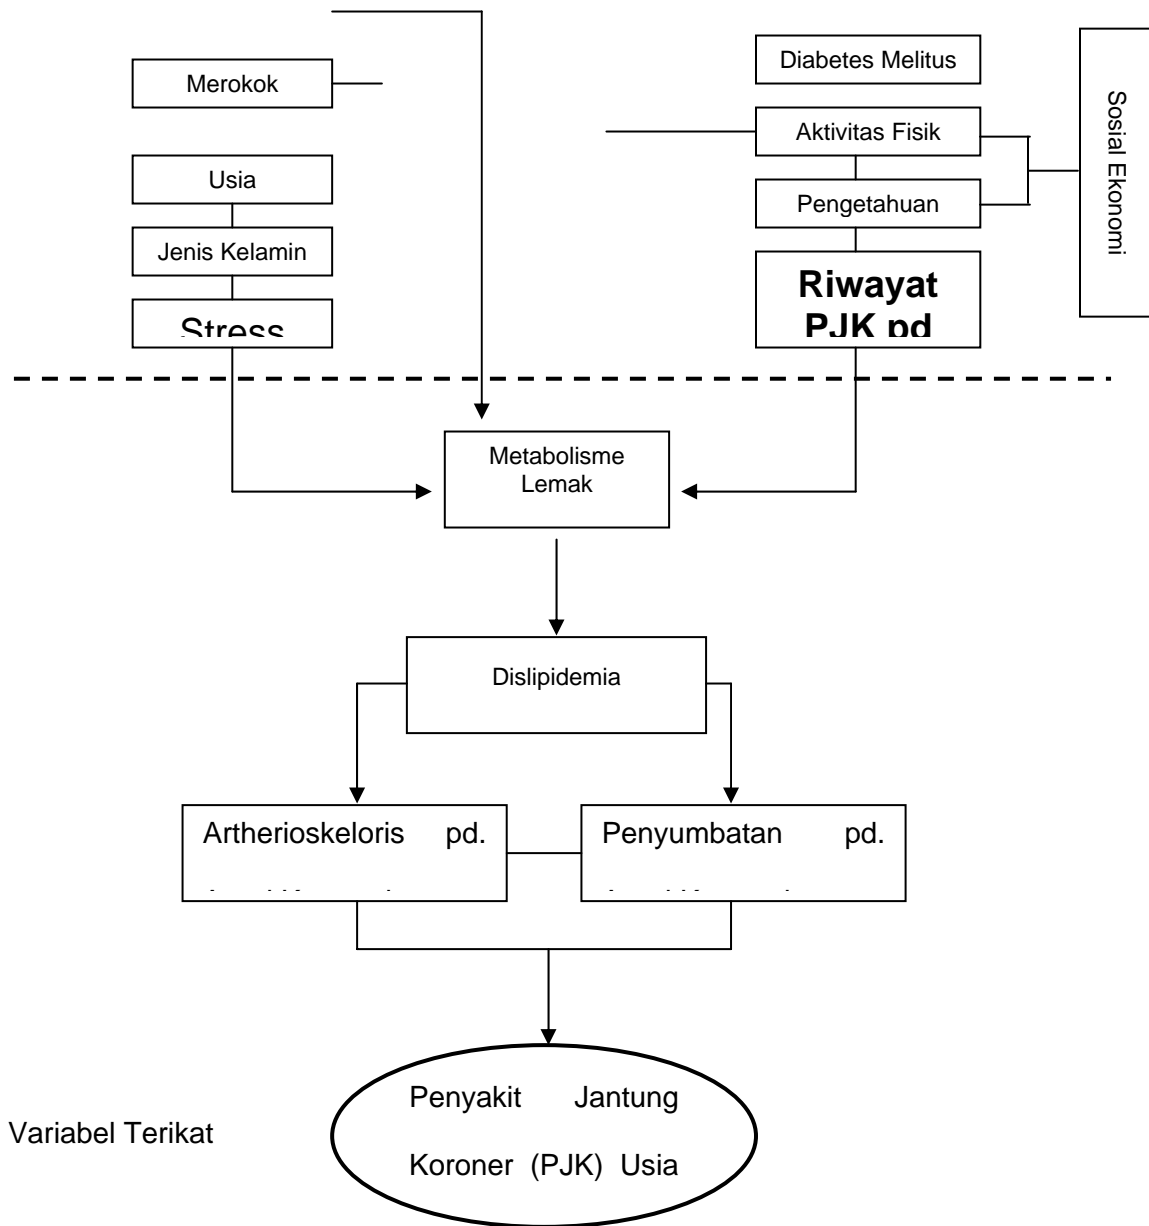 Merokok
Usia
Jenis Kelamin
Stress
Diabetes Melitus
Aktivitas Fisik
Pengetahuan
Riwayat
PJK pd
Sosial Ekonomi
Metabolisme
Lemak
Dislipidemia
Artherioskeloris pd.
Penyumbatan pd.
Variabel Terikat
Penyakit Jantung
Koroner (PJK) Usia